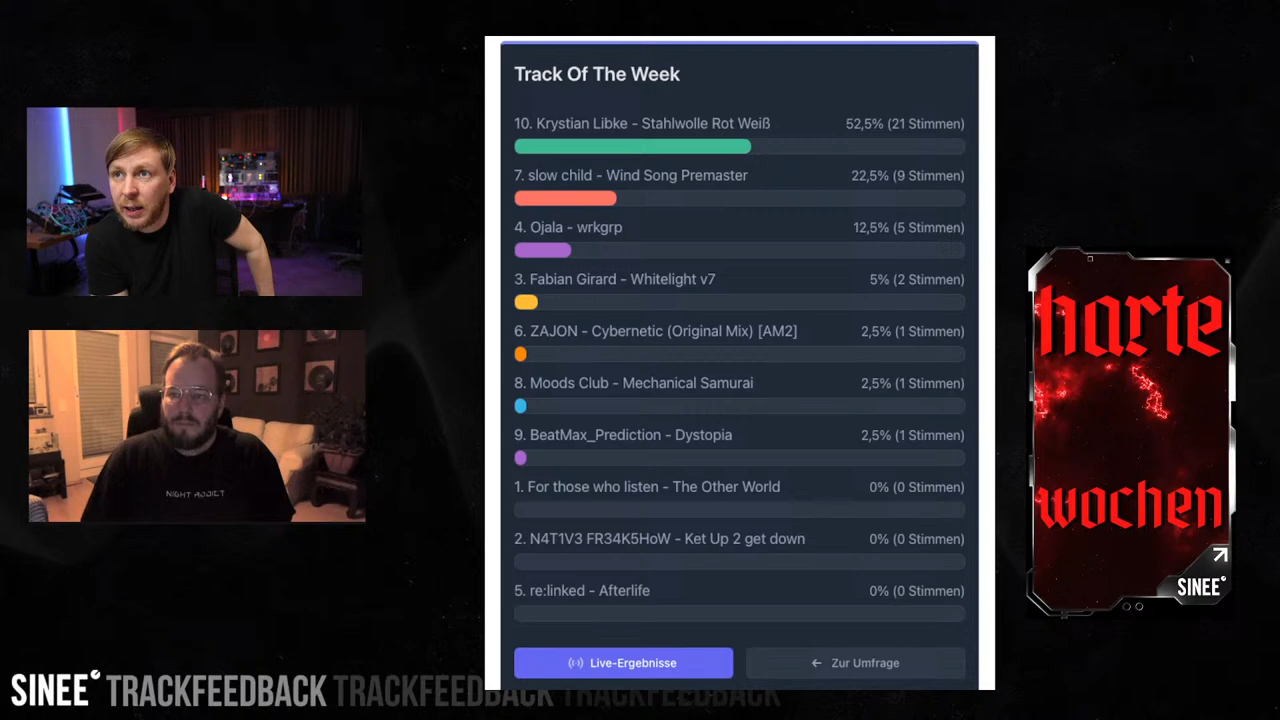 Track Of The Week
10. Krystian Libke - Stahlwolle Rot Weiß 52,5% (21 Stimmen)
7. slow child - Wind Song Premaster 22,5% (9 Stimmen)
4. Ojala - wrkgrp 12,5% (5 Stimmen)
3. Fabian Girard - Whitelight v7 5% (2 Stimmen)
6. ZAJON - Cybernetic (Original Mix) [AM2] 2,5% (1 Stimmen)
8. Moods Club - Mechanical Samurai 2,5% (1 Stimmen)
9. BeatMax_Prediction - Dystopia 2,5% (1 Stimmen)
1. For those who listen - The Other World 0% (0 Stimmen)
2. N4T1V3 FR34K5HoW - Ket Up 2 get down 0% (0 Stimmen)
5. re:linked - Afterlife 0% (0 Stimmen)
Live-Ergebnisse
← Zur Umfrage
NIGHT ADDICT
harte
wochen
SINEE
SINEE TRACKFEEDBACK TRACKFEEDBACK TRACKFEEDBACK